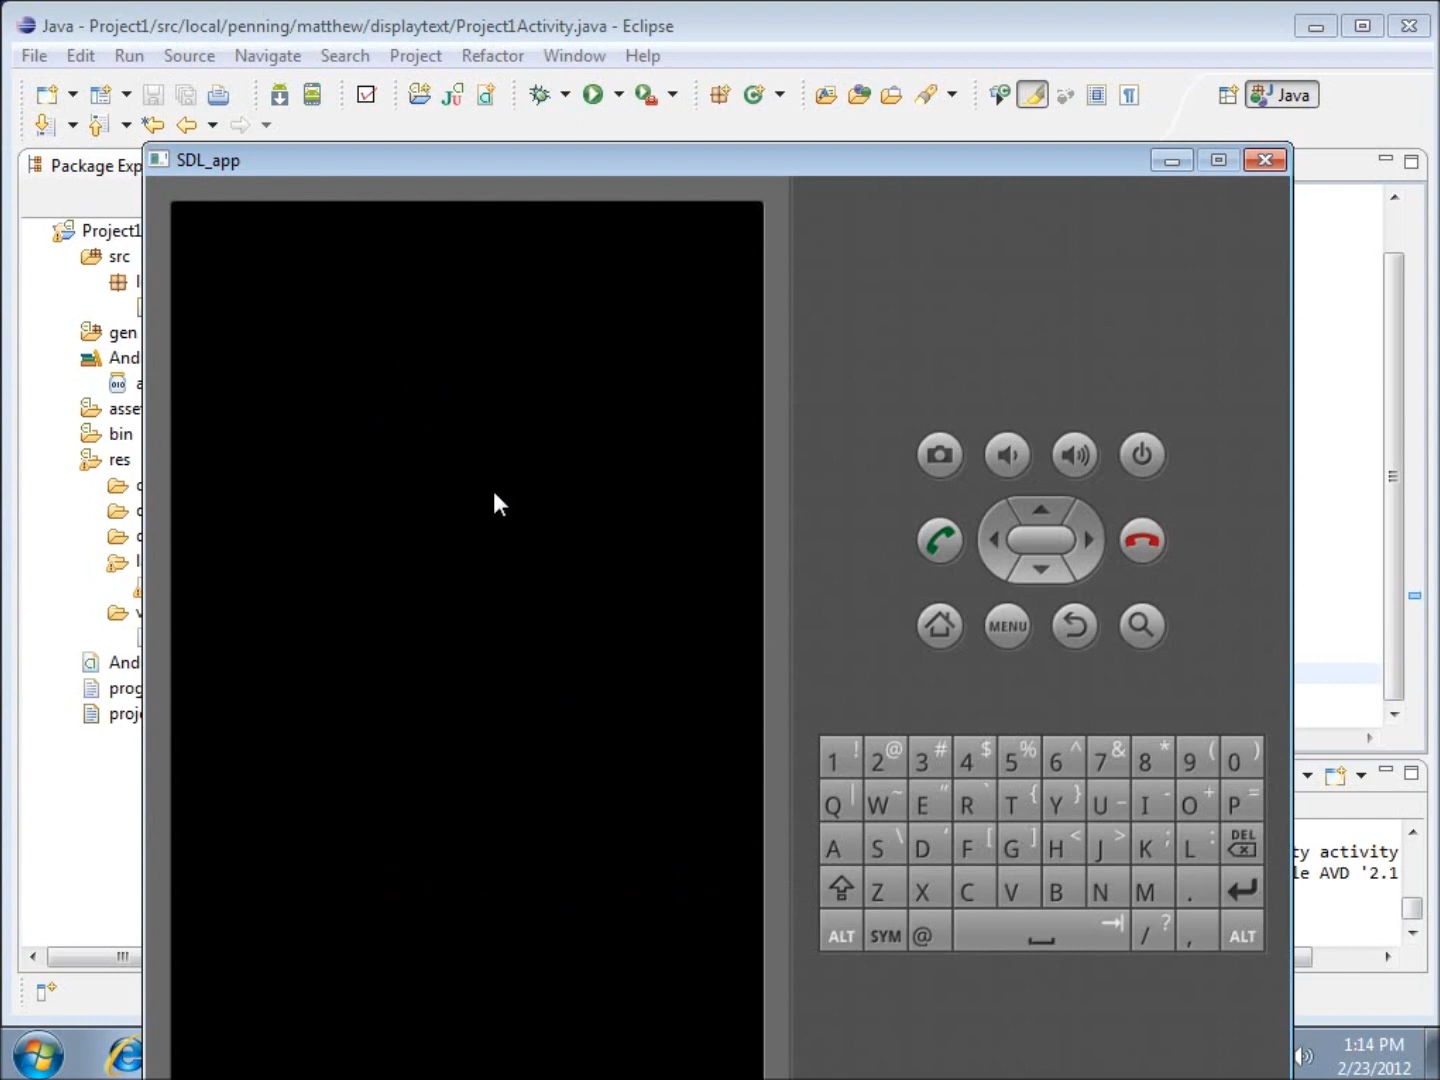 Java - Project1/src/local/penning/matthew/displaytext/Project1Activity.java - Eclipse
File Edit Run Source Navigate Search Project Refactor Window Help
Java
Package Exp
SDL_app
Project1
src
gen
And
asse
bin
res
And
prog
proj
MENU
1 ! 2 @ 3 # 4 $ 5 % 6 ^ 7 & 8 * 9 ( 0 )
Q | W ~ E " R ` T { Y } U _ I - O + P =
A S \ D ' F [ G ] H < J > K ; L : DEL
Z X C V B N M .
ALT SYM @ / ? , ALT
ty activity
le AVD '2.1
1:14 PM
2/23/2012